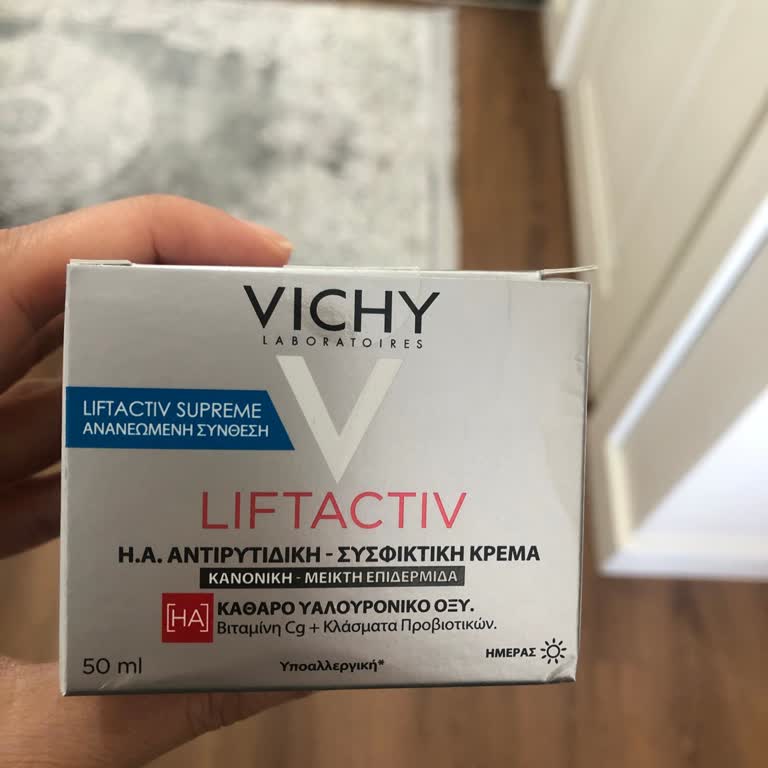 VICHY
LABORATOIRES
LIFTACTIV SUPREME
ΑΝΑΝΕΩΜΕΝΗ ΣΥΝΘΕΣΗ
LIFTACTIV
H.A. ΑΝΤΙΡΥΤΙΔΙΚΗ - ΣΥΣΦΙΚΤΙΚΗ ΚΡΕΜΑ
ΚΑΝΟΝΙΚΗ - ΜΕΙΚΤΗ ΕΠΙΔΕΡΜΙΔΑ
[HA] ΚΑΘΑΡΟ ΥΑΛΟΥΡΟΝΙΚΟ ΟΞΥ.
Βιταμίνη Cg + Κλάσματα Προβιοτικών.
ΗΜΕΡΑΣ
50 ml
Υποαλλεργική*